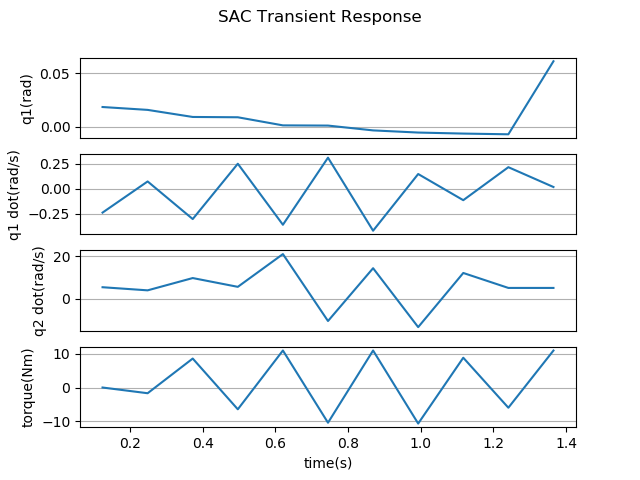 SAC Transient Response
q1(rad)
0.05
0.00
q1 dot(rad/s)
0.25
0.00
−0.25
q2 dot(rad/s)
20
0
torque(Nm)
10
0
−10
0.2 0.4 0.6 0.8 1.0 1.2 1.4
time(s)